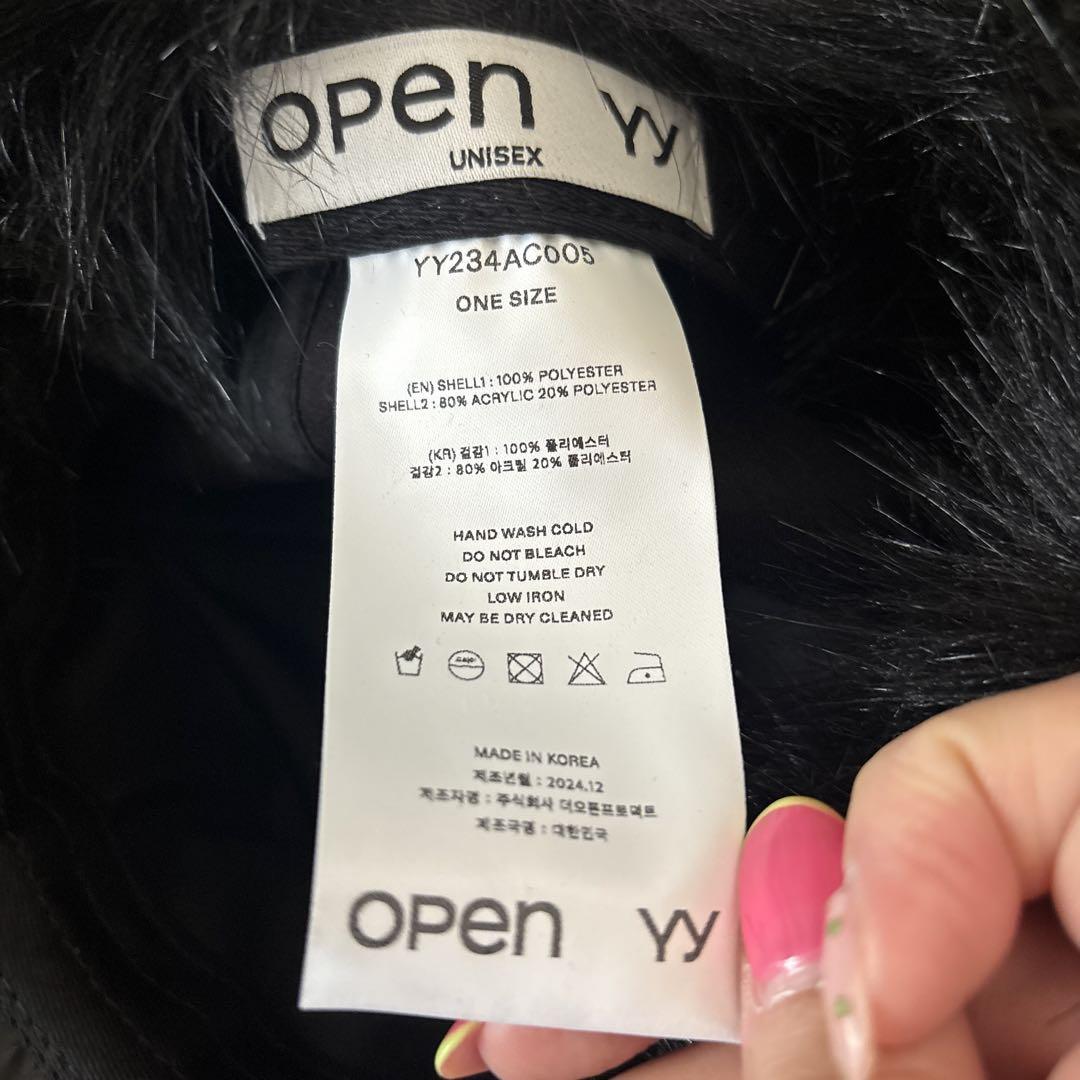 open yy
UNISEX
YY234AC005
ONE SIZE
(EN) SHELL1 : 100% POLYESTER
SHELL2 : 80% ACRYLIC 20% POLYESTER
(KR) 겉감1 : 100% 폴리에스터
겉감2 : 80% 아크릴 20% 폴리에스터
HAND WASH COLD
DO NOT BLEACH
DO NOT TUMBLE DRY
LOW IRON
MAY BE DRY CLEANED
MADE IN KOREA
제조년월 : 2024.12
제조자명 : 주식회사 더오픈프로덕트
제조국명 : 대한민국
open yy